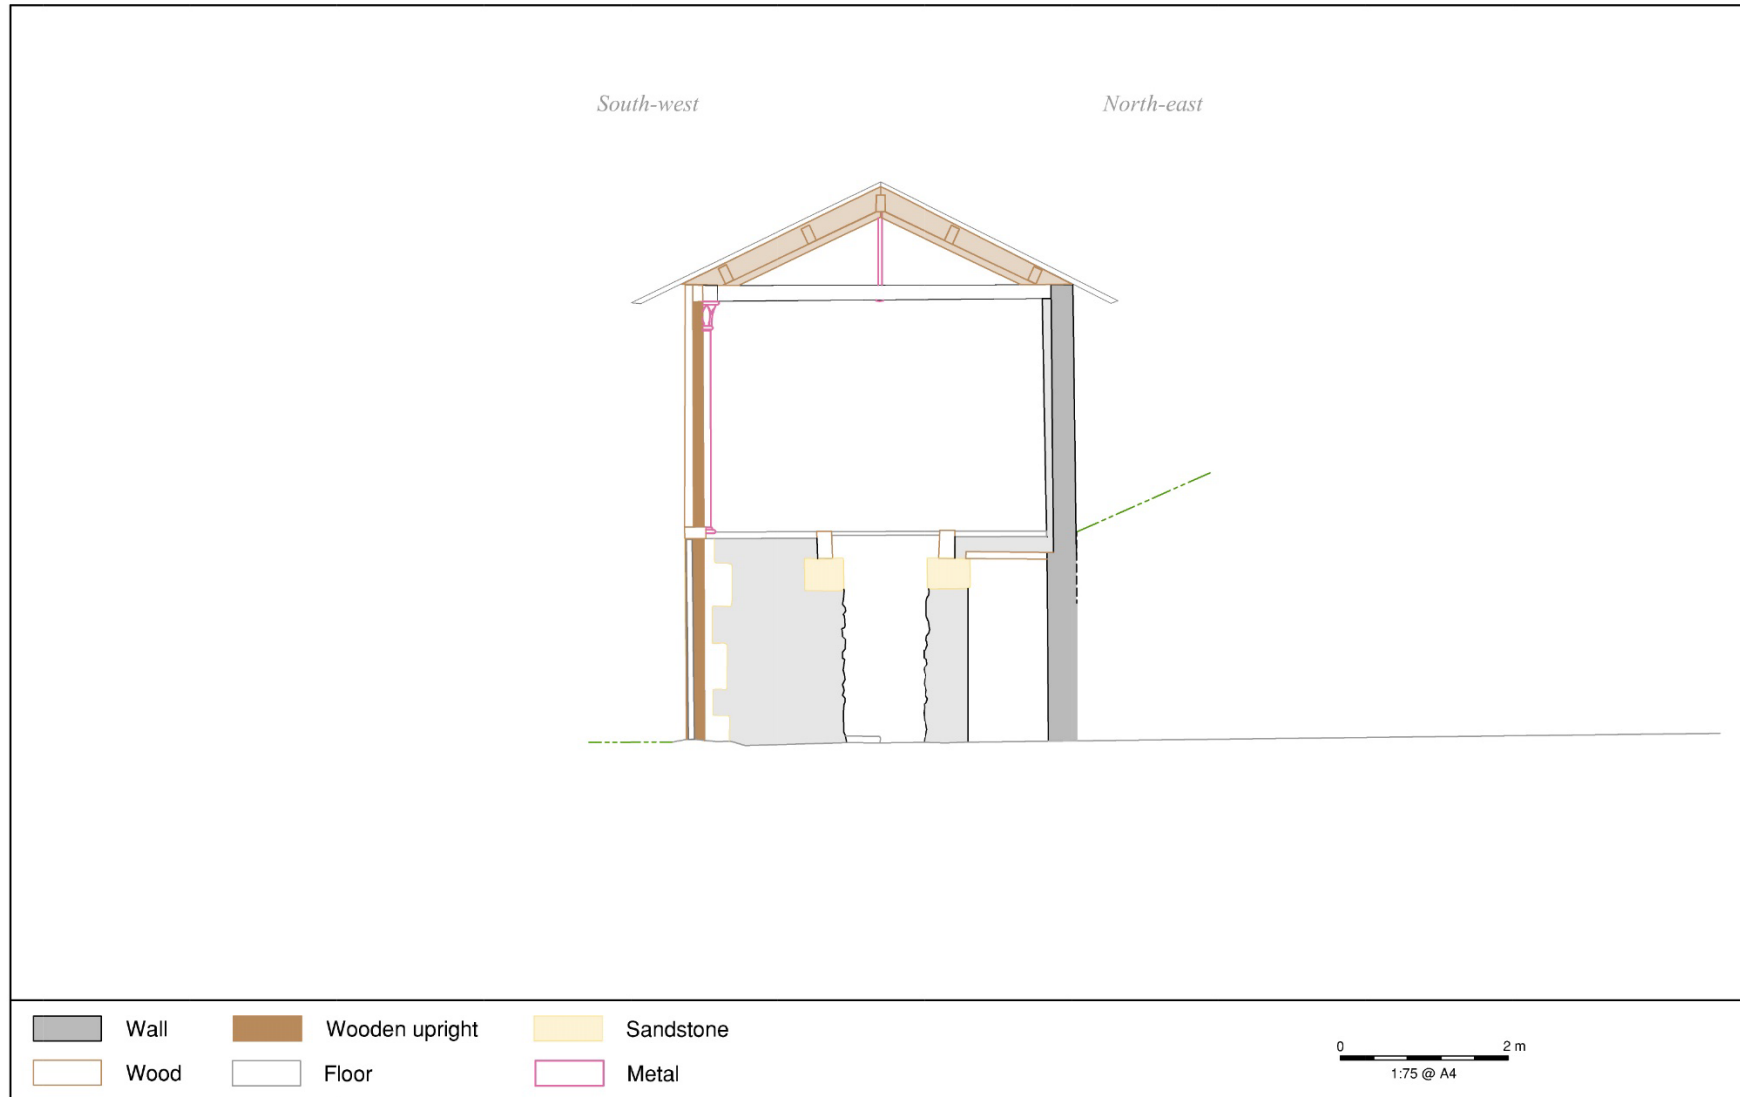 South-west
North-east
Wall
Wooden upright
Sandstone
Wood
Floor
Metal
0
2 m
1:75 @ A4